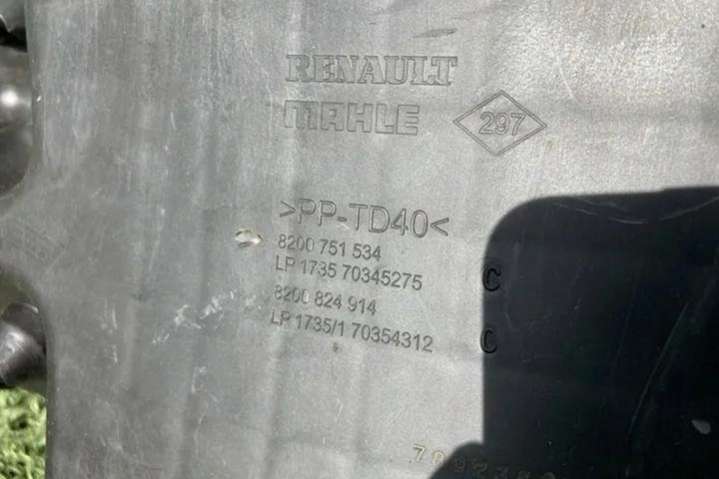 RENAULT
MAHLE 297
>PP-TD40<
8200 751 534
LP 1735 70345275 C
8200 824 914
LP 1735/1 70354312 C